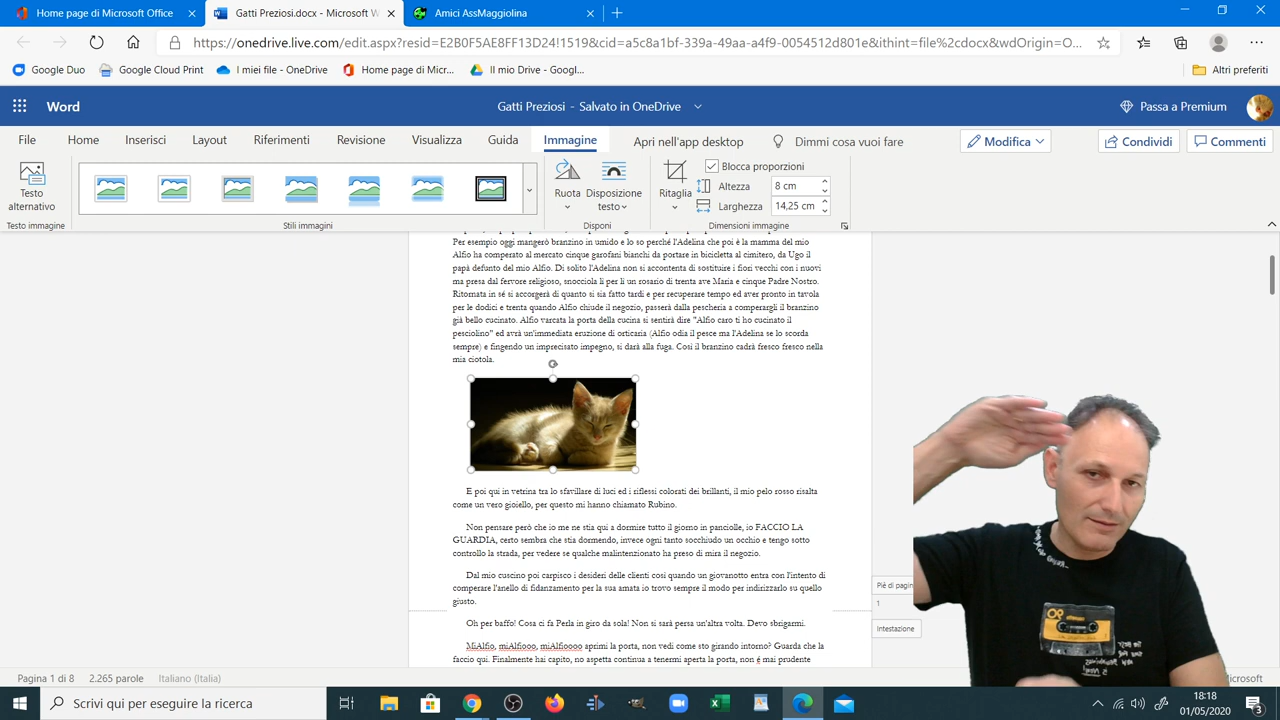 Home page di Microsoft Office
Gatti Preziosi.docx - Microsoft W
Amici AssMaggiolina
https://onedrive.live.com/edit.aspx?resid=E2B0F5AE8FF13D24!1519&cid=a5c8a1bf-339a-49aa-a4f9-0054512d801e&ithint=file%2cdocx&wdOrigin=O...
Google Duo
Google Cloud Print
I miei file - OneDrive
Home page di Micr...
Il mio Drive - Googl...
Altri preferiti
Word
Gatti Preziosi - Salvato in OneDrive
Passa a Premium
File
Home
Inserisci
Layout
Riferimenti
Revisione
Visualizza
Guida
Immagine
Apri nell'app desktop
Dimmi cosa vuoi fare
Modifica
Condividi
Commenti
Testo
alternativo
Ruota
Disposizione
testo
Ritaglia
Blocca proporzioni
Altezza
8 cm
Larghezza
14,25 cm
Testo immagine
Stili immagini
Disponi
Dimensioni immagine
Per esempio oggi mangerò branzino in umido e lo so perché l'Adelina che poi è la mamma del mio
Alfio ha comperato al mercato cinque garofani bianchi da portare in bicicletta al cimitero, da Ugo il
papà defunto del mio Alfio. Di solito l'Adelina non si accontenta di sostituire i fiori vecchi con i nuovi
ma presa dal fervore religioso, snocciola lì per lì un rosario di trenta ave Maria e cinque Padre Nostro.
Ritornata in sé si accorgerà di quanto si sia fatto tardi e per recuperare tempo ed aver pronto in tavola
per le dodici e trenta quando Alfio chiude il negozio, passerà dalla pescheria a comperargli il branzino
già bello cucinato. Alfio varcata la porta della cucina si sentirà dire "Alfio caro ti ho cucinato il
pesciolino" ed avrà un'immediata eruzione di orticaria (Alfio odia il pesce ma l'Adelina se lo scorda
sempre) e fingendo un imprecisato impegno, si darà alla fuga. Così il branzino cadrà fresco fresco nella
mia ciotola.
E poi qui in vetrina tra lo sfavillare di luci ed i riflessi colorati dei brillanti, il mio pelo rosso risalta
come un vero gioiello, per questo mi hanno chiamato Rubino.
Non pensare però che io me ne stia qui a dormire tutto il giorno in panciolle, io FACCIO LA
GUARDIA, certo sembra che stia dormendo, invece ogni tanto socchiudo un occhio e tengo sotto
controllo la strada, per vedere se qualche malintenzionato ha preso di mira il negozio.
Dal mio cuscino poi carpisco i desideri delle clienti così quando un giovanotto entra con l'intento di
comperare l'anello di fidanzamento per la sua amata io trovo sempre il modo per indirizzarlo su quello
giusto.
Oh per baffo! Cosa ci fa Perla in giro da sola! Non si sarà persa un'altra volta. Devo sbrigarmi.
MiAlfio, miAlfiooo, miAlfioooo aprimi la porta, non vedi come sto girando intorno? Guarda che la
faccio qui. Finalmente hai capito, no aspetta continua a tenermi aperta la porta, non é mai prudente
Piè di pagin
1
Intestazione
Pagina 1 di 8
2.265 parole
Italiano (Italia)
Scrivi qui per eseguire la ricerca
18:18
01/05/2020
3